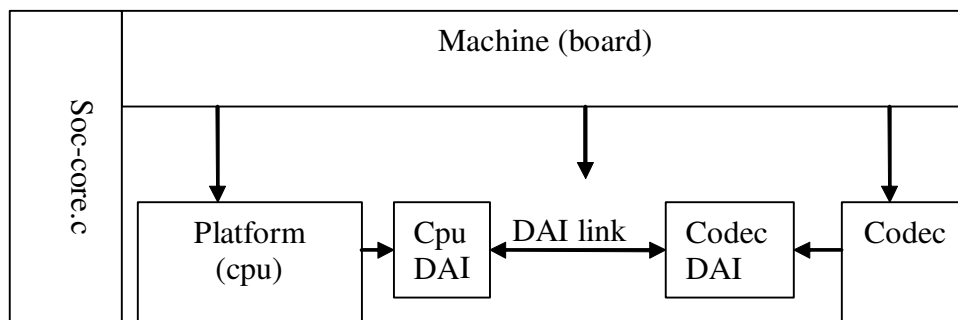 Soc-core.c
Machine (board)
Platform
(cpu)
Cpu
DAI
DAI link
Codec
DAI
Codec